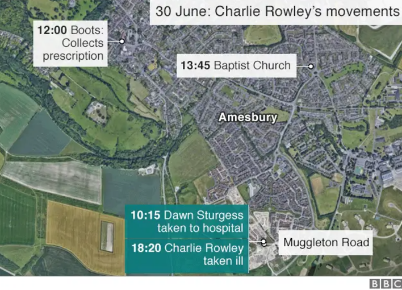 30 June: Charlie Rowley's movements
12:00 Boots:
Collects
prescription
13:45 Baptist Church
Amesbury
10:15 Dawn Sturgess
taken to hospital
18:20 Charlie Rowley
taken ill
Muggleton Road
BBC